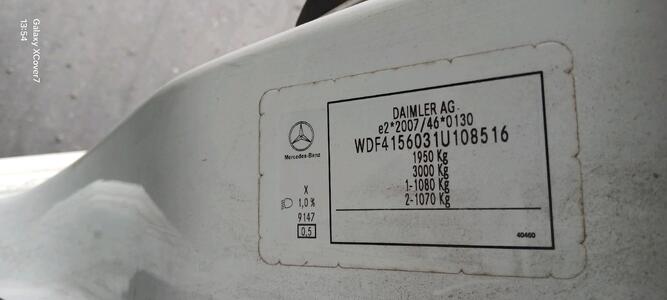 13:54
Galaxy XCover7
Mercedes-Benz
X
1,0 %
9147
0.5
DAIMLER AG
e2*2007/46*0130
WDF4156031U108516
1950 Kg
3000 Kg
1-1080 Kg
2-1070 Kg
40460